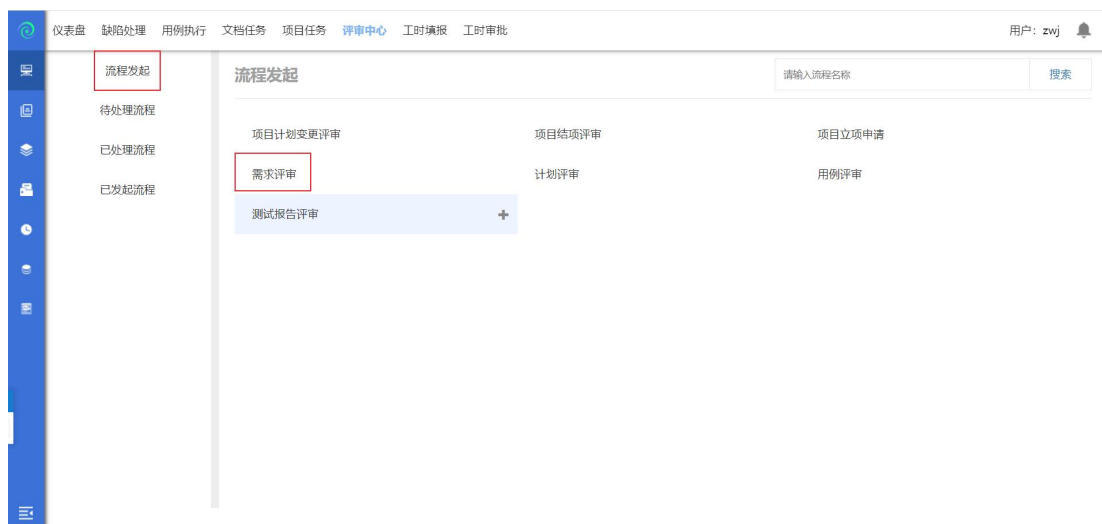 仪表盘 缺陷处理 用例执行 文档任务 项目任务 评审中心 工时填报 工时审批 用户：zwj
流程发起
待处理流程
已处理流程
已发起流程
流程发起 请输入流程名称 搜索
项目计划变更评审 项目结项评审 项目立项申请
需求评审 计划评审 用例评审
测试报告评审